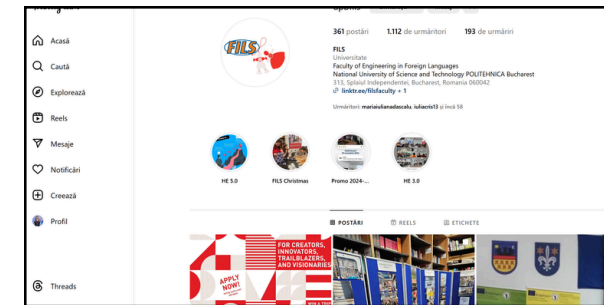 Acasă
Caută
Explorează
Reels
Mesaje
Notificări
Creează
Profil
Threads
FILS
361 postări 1.112 de urmăritori 193 de urmăriri
FILS
Universitate
Faculty of Engineering in Foreign Languages
National University of Science and Technology POLITEHNICA Bucharest
313, Splaiul Independentei, Bucharest, Romania 060042
linktr.ee/filsfaculty + 1
Urmăritori: mariaiulianadascalu, iuliacris13 și încă 59
HE 5.0
FILS Christmas
Promo 2024-...
HE 3.0
POSTĂRI REELS ETICHETE
FOR CREATORS,
INNOVATORS,
TRAILBLAZERS,
AND VISIONARIES
APPLY
NOW!